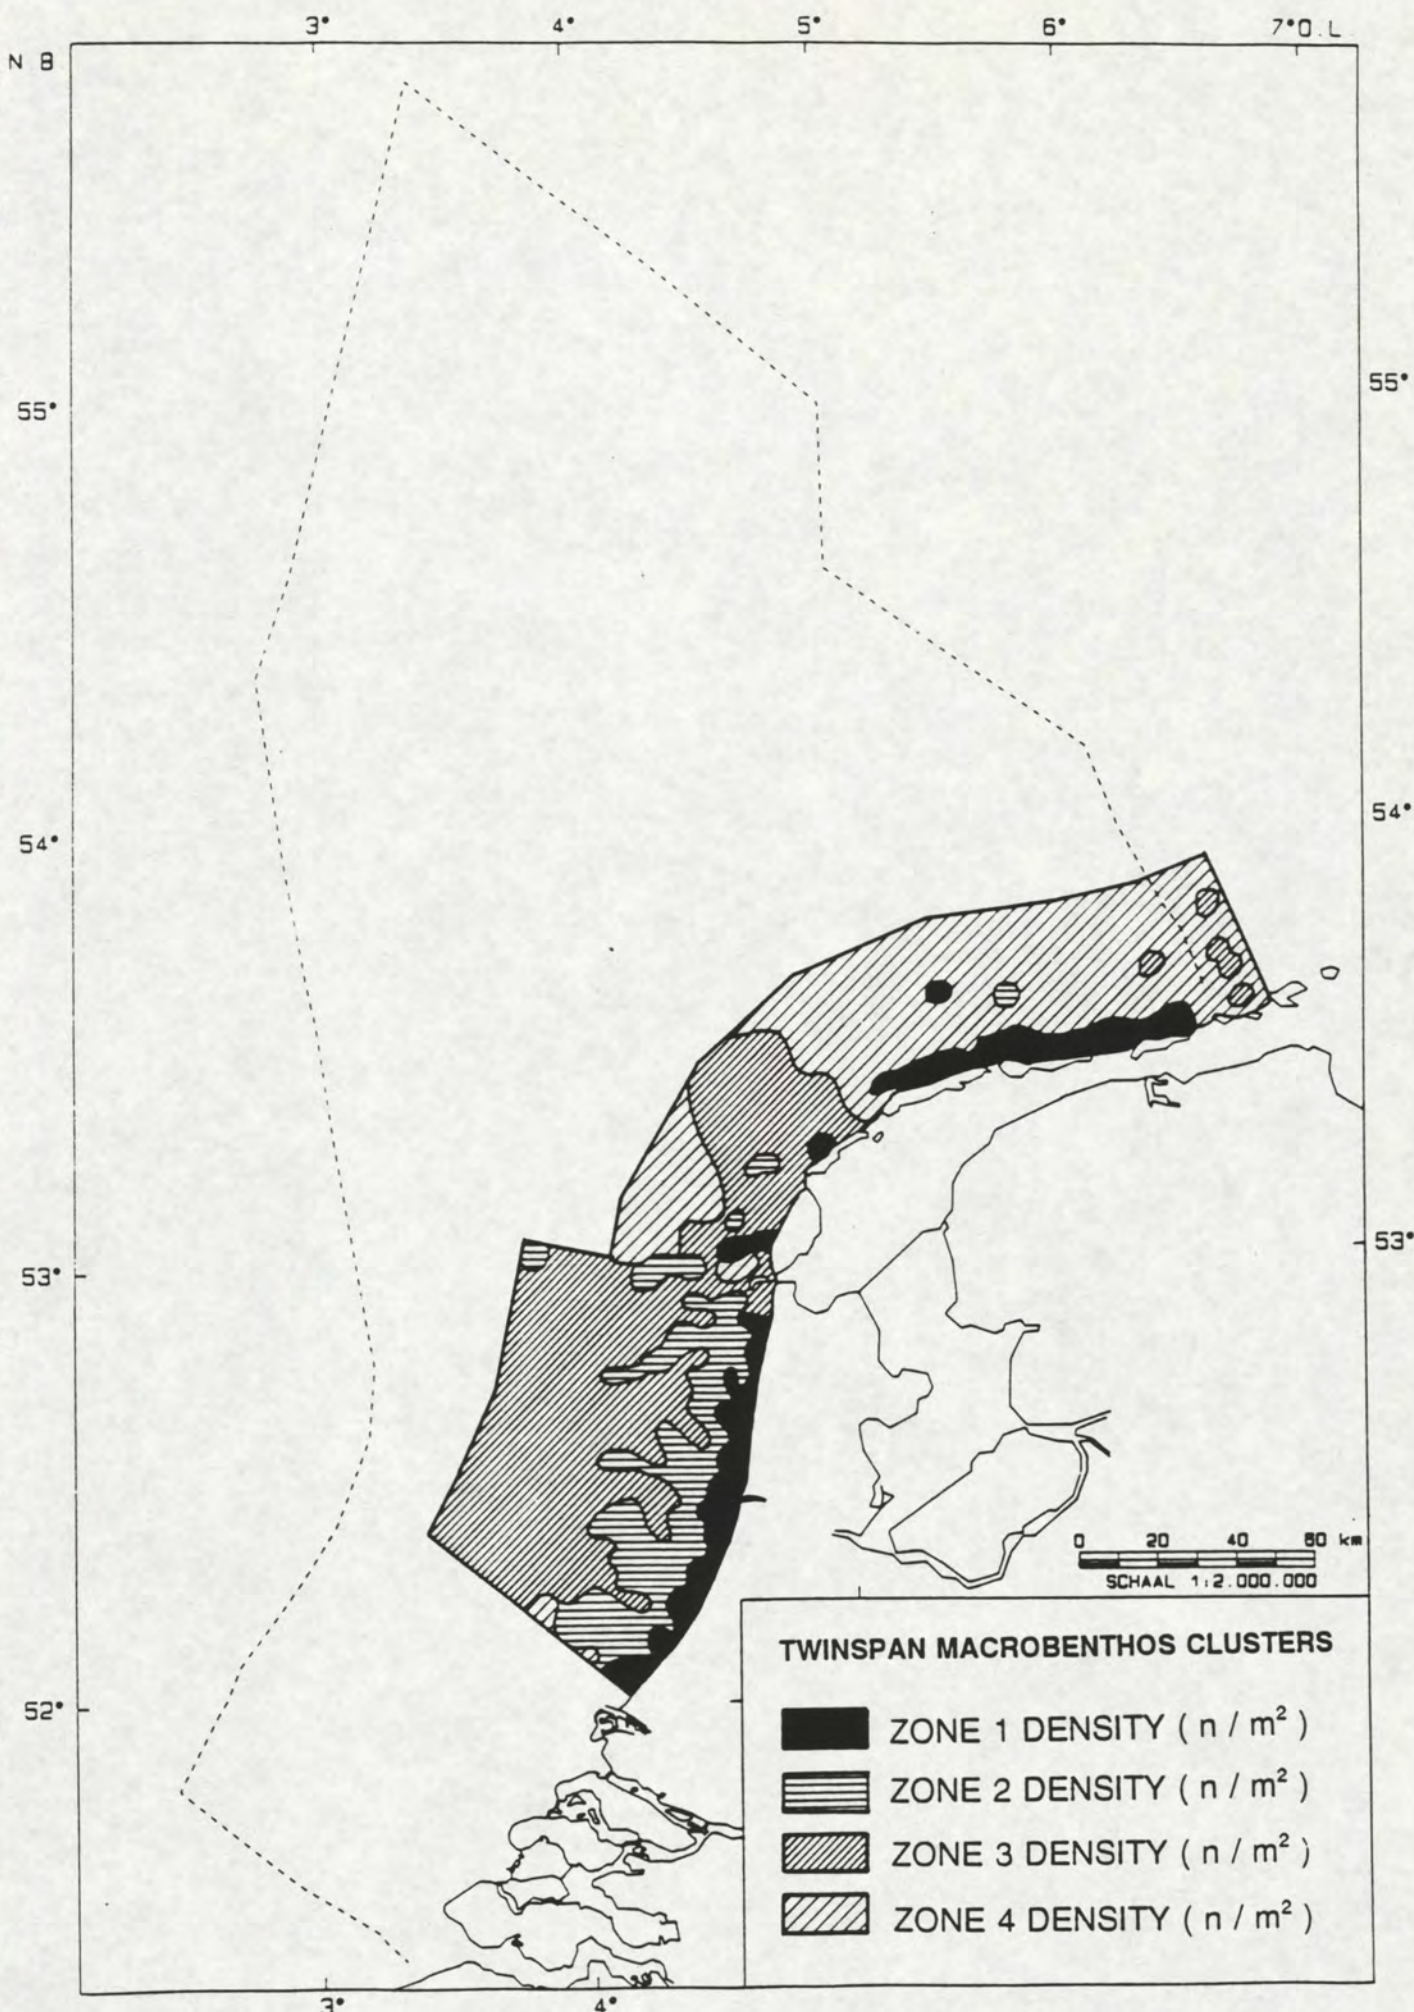 3° 4° 5° 6° 7°O.L
N B
55° 55°
54° 54°
53° 53°
0 20 40 60 km
SCHAAL 1:2.000.000
TWINSPAN MACROBENTHOS CLUSTERS
52°
ZONE 1 DENSITY ( n / m² )
ZONE 2 DENSITY ( n / m² )
ZONE 3 DENSITY ( n / m² )
ZONE 4 DENSITY ( n / m² )
3° 4°